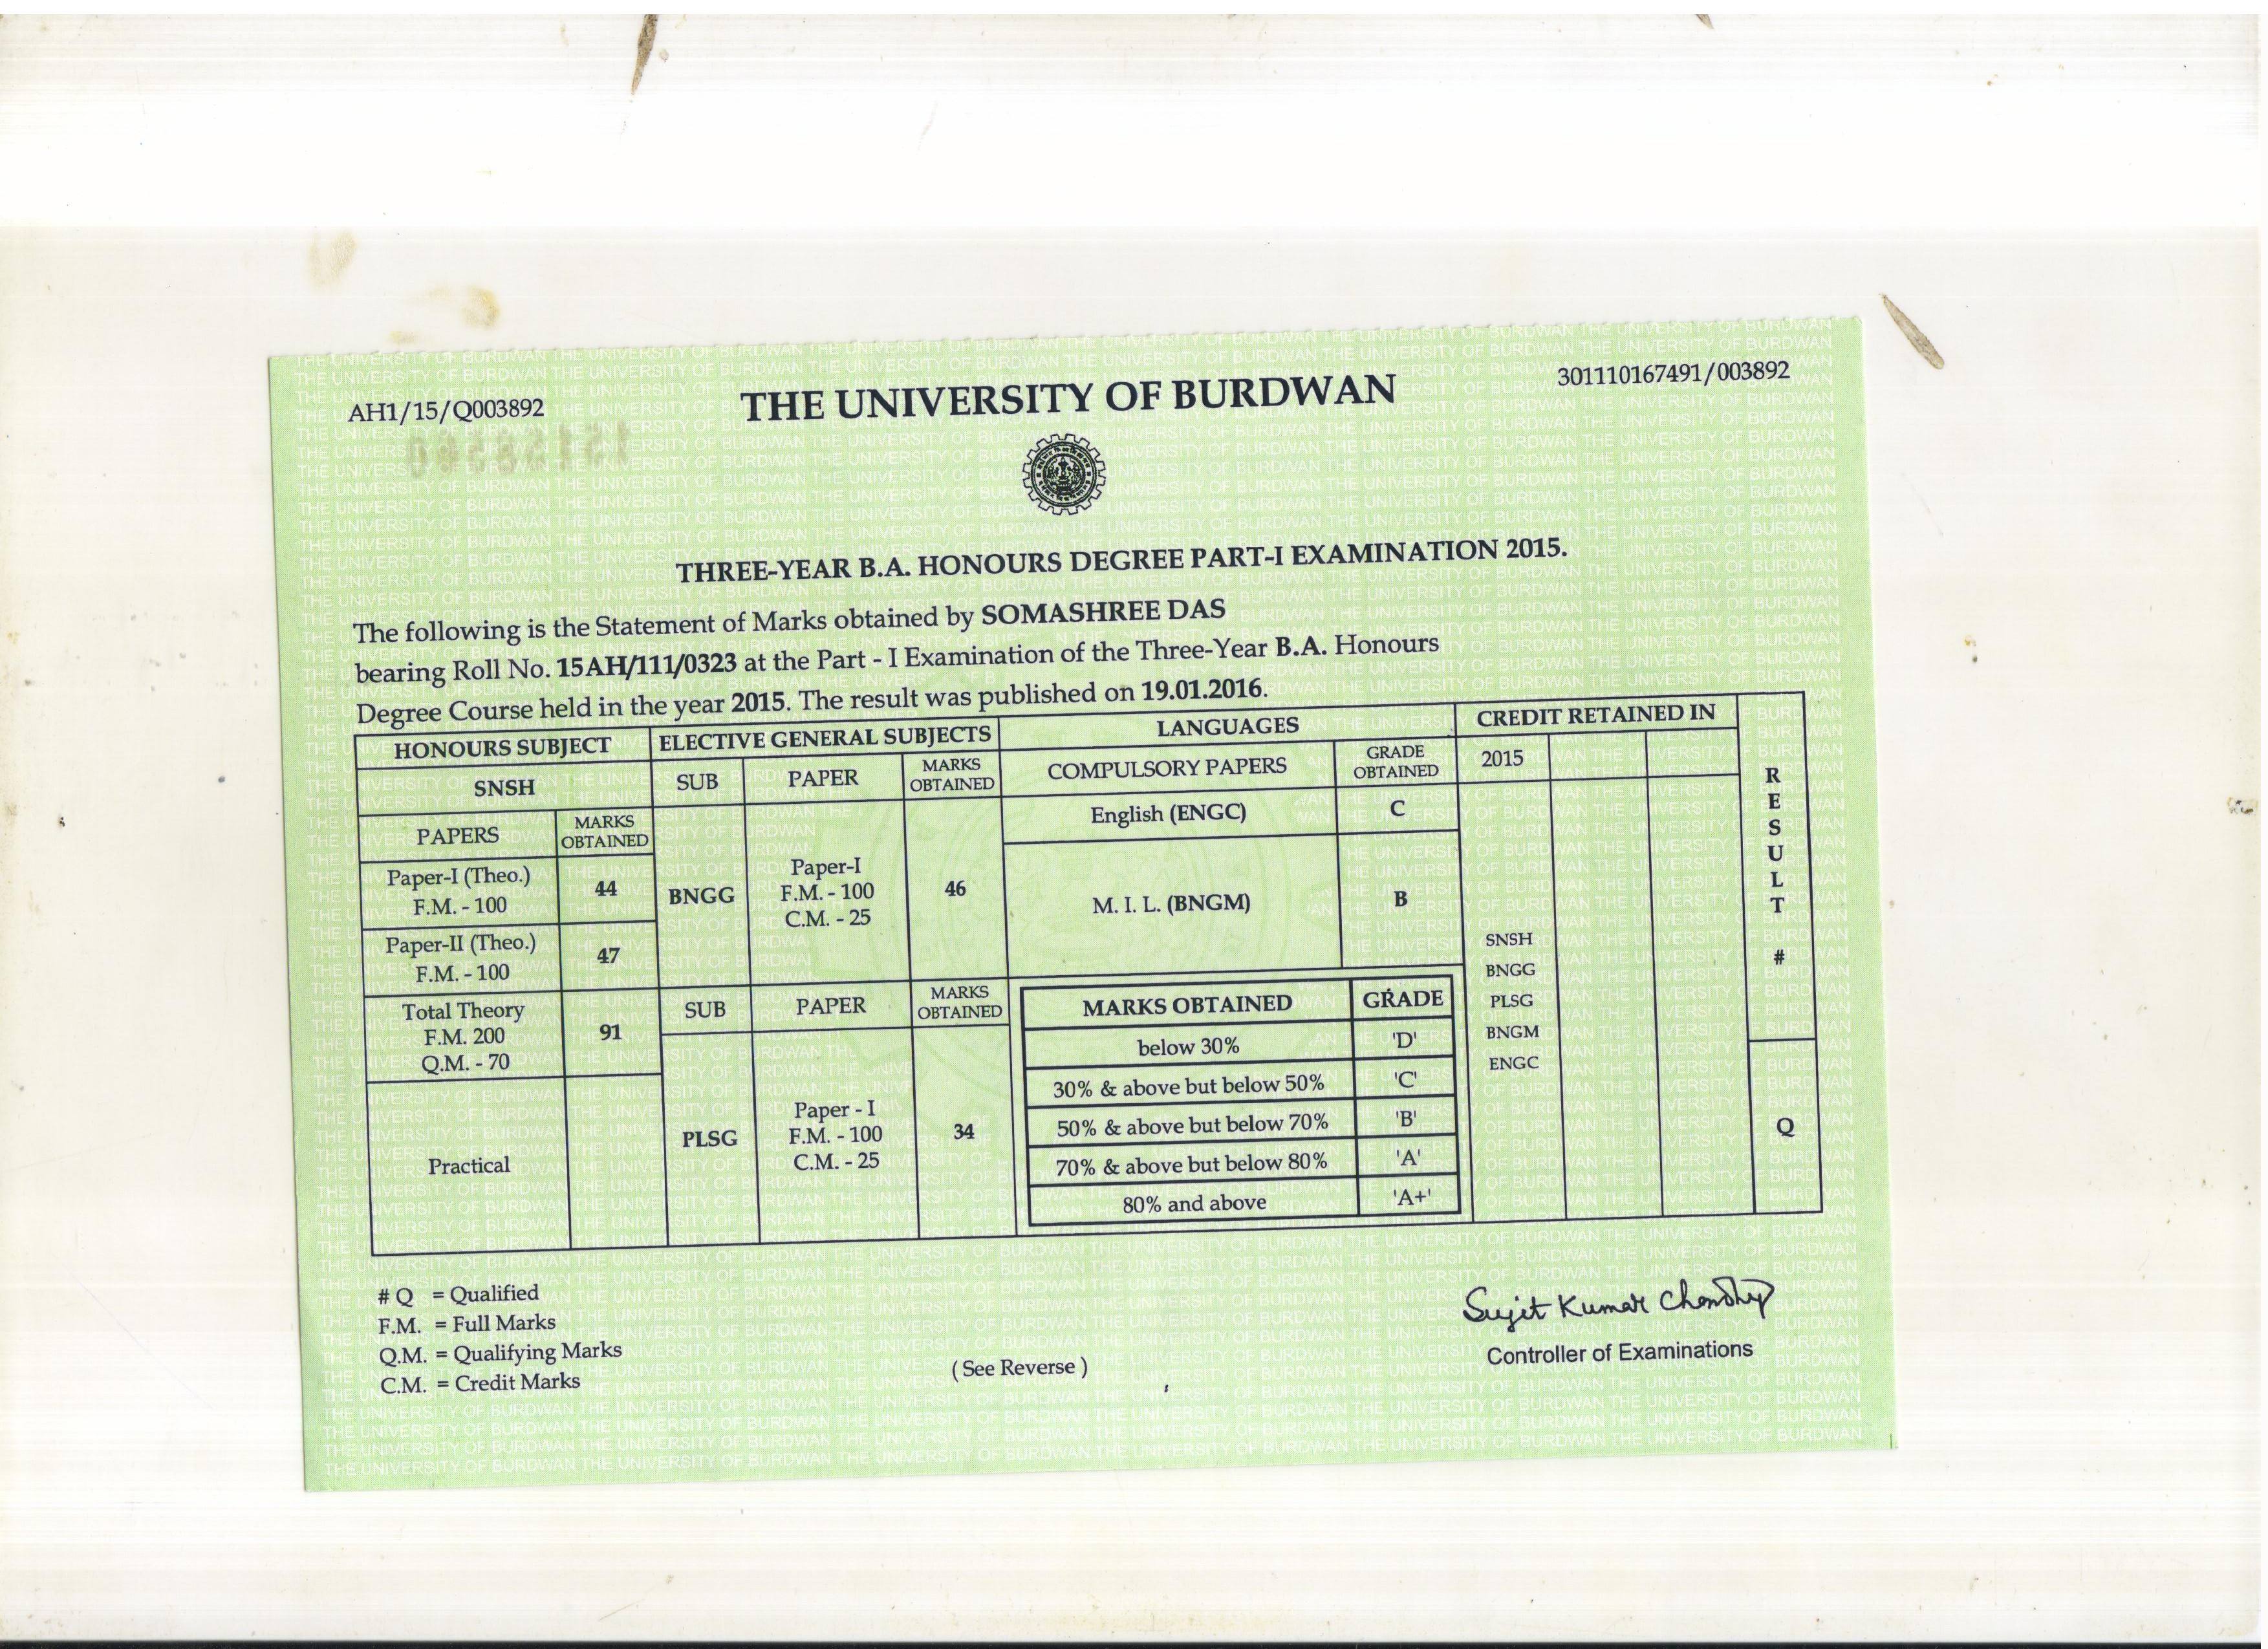 AH1/15/Q003892
301110167491/003892
THE UNIVERSITY OF BURDWAN
THREE-YEAR B.A. HONOURS DEGREE PART-I EXAMINATION 2015.
The following is the Statement of Marks obtained by SOMASHREE DAS
bearing Roll No. 15AH/111/0323 at the Part - I Examination of the Three-Year B.A. Honours
Degree Course held in the year 2015. The result was published on 19.01.2016.
HONOURS SUBJECT
SNSH
PAPERS
MARKS
OBTAINED
Paper-I (Theo.)
F.M. - 100
44
Paper-II (Theo.)
F.M. - 100
47
Total Theory
F.M. 200
Q.M. - 70
91
Practical
ELECTIVE GENERAL SUBJECTS
SUB
PAPER
MARKS
OBTAINED
BNGG
Paper-I
F.M. - 100
C.M. - 25
46
SUB
PAPER
MARKS
OBTAINED
PLSG
Paper - I
F.M. - 100
C.M. - 25
34
LANGUAGES
COMPULSORY PAPERS
GRADE
OBTAINED
English (ENGC)
C
M. I. L. (BNGM)
B
MARKS OBTAINED
GRADE
below 30%
'D'
30% & above but below 50%
'C'
50% & above but below 70%
'B'
70% & above but below 80%
'A'
80% and above
'A+'
CREDIT RETAINED IN
2015
SNSH
BNGG
PLSG
BNGM
ENGC
R
E
S
U
L
T
#
Q
# Q = Qualified
F.M. = Full Marks
Q.M. = Qualifying Marks
C.M. = Credit Marks
( See Reverse )
Sujit Kumar Chowdhury
Controller of Examinations